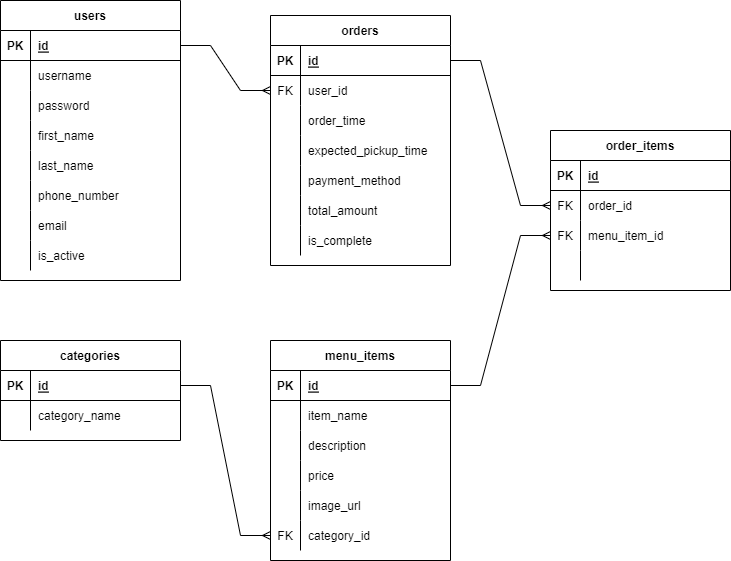 users
PK id
username
password
first_name
last_name
phone_number
email
is_active
orders
PK id
FK user_id
order_time
expected_pickup_time
payment_method
total_amount
is_complete
order_items
PK id
FK order_id
FK menu_item_id
categories
PK id
category_name
menu_items
PK id
item_name
description
price
image_url
FK category_id